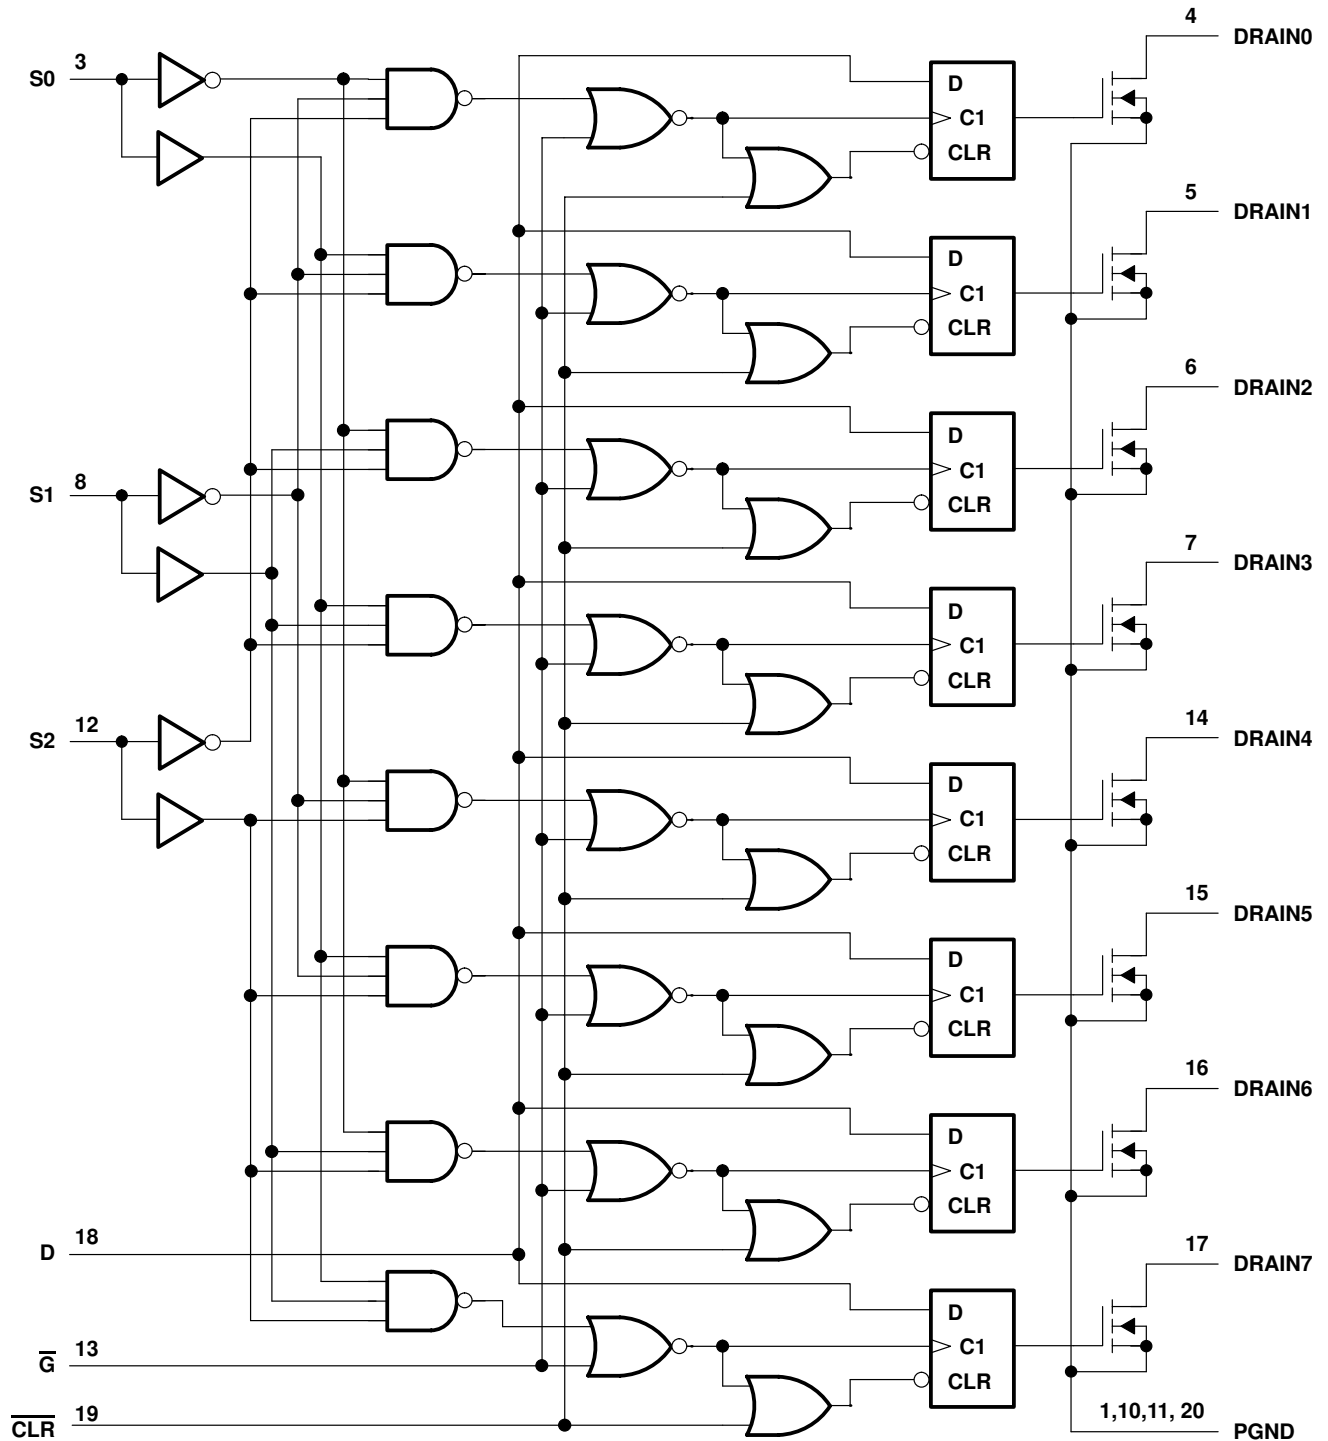 4
DRAIN0
3
S0
D
C1
CLR
5
DRAIN1
D
C1
CLR
6
DRAIN2
D
C1
CLR
8
S1
7
DRAIN3
D
C1
CLR
12
S2
14
DRAIN4
D
C1
CLR
15
DRAIN5
D
C1
CLR
16
DRAIN6
D
C1
CLR
18
D
17
DRAIN7
D
C1
CLR
13
G̅
19
C̅L̅R̅
1,10,11, 20
PGND